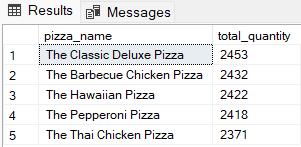 Results Messages
pizza_name total_quantity
1 The Classic Deluxe Pizza 2453
2 The Barbecue Chicken Pizza 2432
3 The Hawaiian Pizza 2422
4 The Pepperoni Pizza 2418
5 The Thai Chicken Pizza 2371